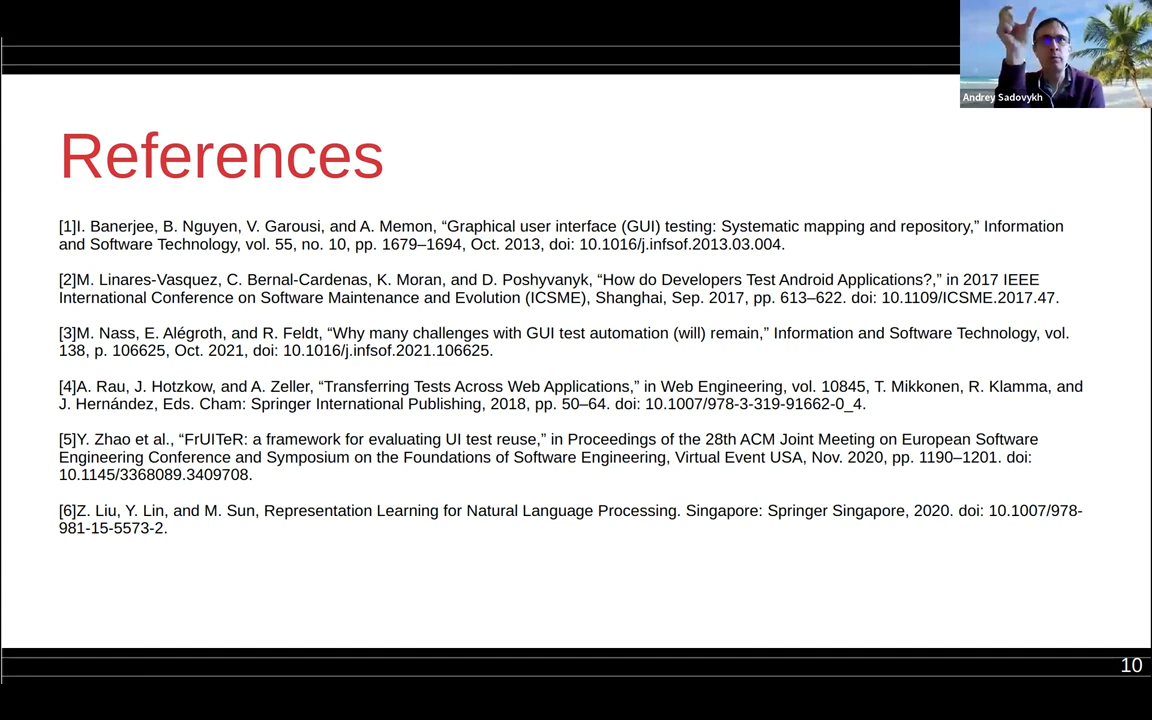 Andrey Sadovykh
References
[1]I. Banerjee, B. Nguyen, V. Garousi, and A. Memon, “Graphical user interface (GUI) testing: Systematic mapping and repository,” Information
and Software Technology, vol. 55, no. 10, pp. 1679–1694, Oct. 2013, doi: 10.1016/j.infsof.2013.03.004.
[2]M. Linares-Vasquez, C. Bernal-Cardenas, K. Moran, and D. Poshyvanyk, “How do Developers Test Android Applications?,” in 2017 IEEE
International Conference on Software Maintenance and Evolution (ICSME), Shanghai, Sep. 2017, pp. 613–622. doi: 10.1109/ICSME.2017.47.
[3]M. Nass, E. Alégroth, and R. Feldt, “Why many challenges with GUI test automation (will) remain,” Information and Software Technology, vol.
138, p. 106625, Oct. 2021, doi: 10.1016/j.infsof.2021.106625.
[4]A. Rau, J. Hotzkow, and A. Zeller, “Transferring Tests Across Web Applications,” in Web Engineering, vol. 10845, T. Mikkonen, R. Klamma, and
J. Hernández, Eds. Cham: Springer International Publishing, 2018, pp. 50–64. doi: 10.1007/978-3-319-91662-0_4.
[5]Y. Zhao et al., “FrUITeR: a framework for evaluating UI test reuse,” in Proceedings of the 28th ACM Joint Meeting on European Software
Engineering Conference and Symposium on the Foundations of Software Engineering, Virtual Event USA, Nov. 2020, pp. 1190–1201. doi:
10.1145/3368089.3409708.
[6]Z. Liu, Y. Lin, and M. Sun, Representation Learning for Natural Language Processing. Singapore: Springer Singapore, 2020. doi: 10.1007/978-
981-15-5573-2.
10